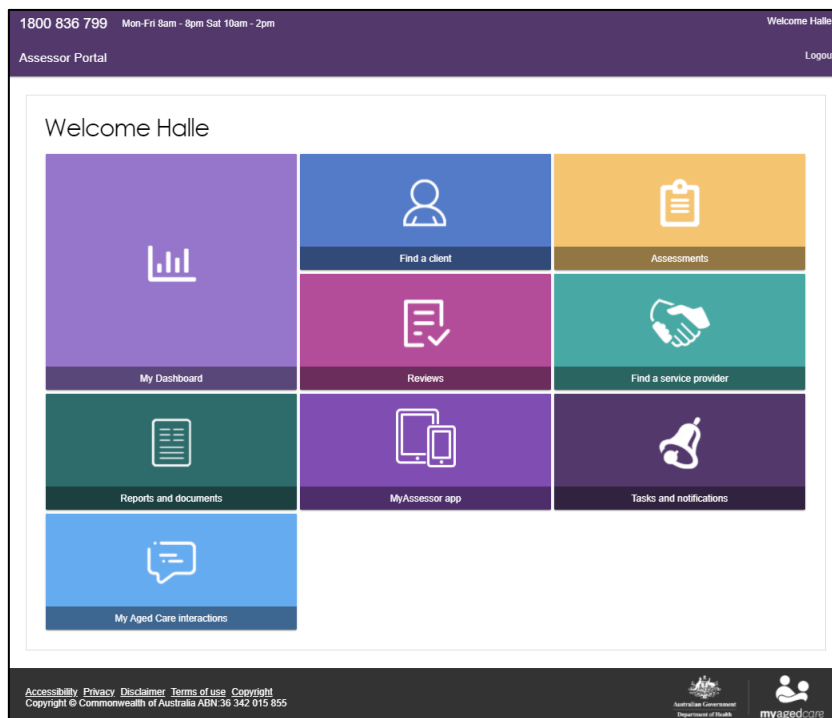 1800 836 799 Mon-Fri 8am - 8pm Sat 10am - 2pm
Welcome Halle
Assessor Portal
Logout
Welcome Halle
Find a client
Assessments
My Dashboard
Reviews
Find a service provider
Reports and documents
MyAssessor app
Tasks and notifications
My Aged Care interactions
Accessibility Privacy Disclaimer Terms of use Copyright
Copyright © Commonwealth of Australia ABN:36 342 015 855
Australian Government
Department of Health
myagedcare